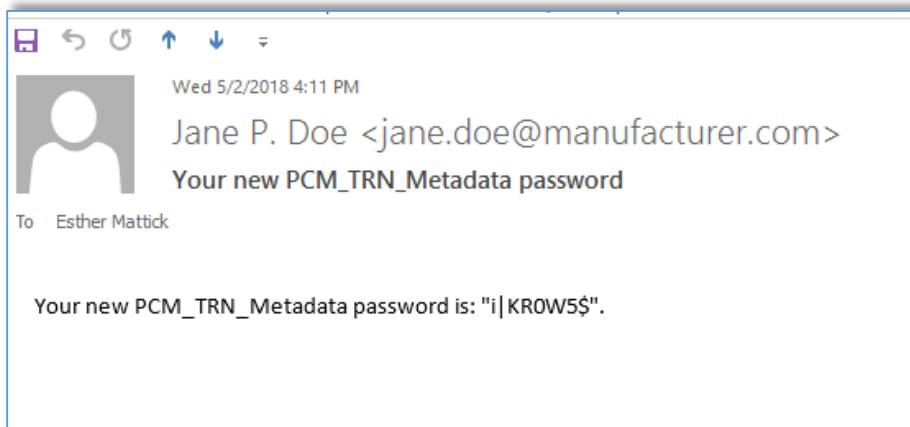 Wed 5/2/2018 4:11 PM
Jane P. Doe <jane.doe@manufacturer.com>
Your new PCM_TRN_Metadata password
To Esther Mattick
Your new PCM_TRN_Metadata password is: "i|KR0W5$".